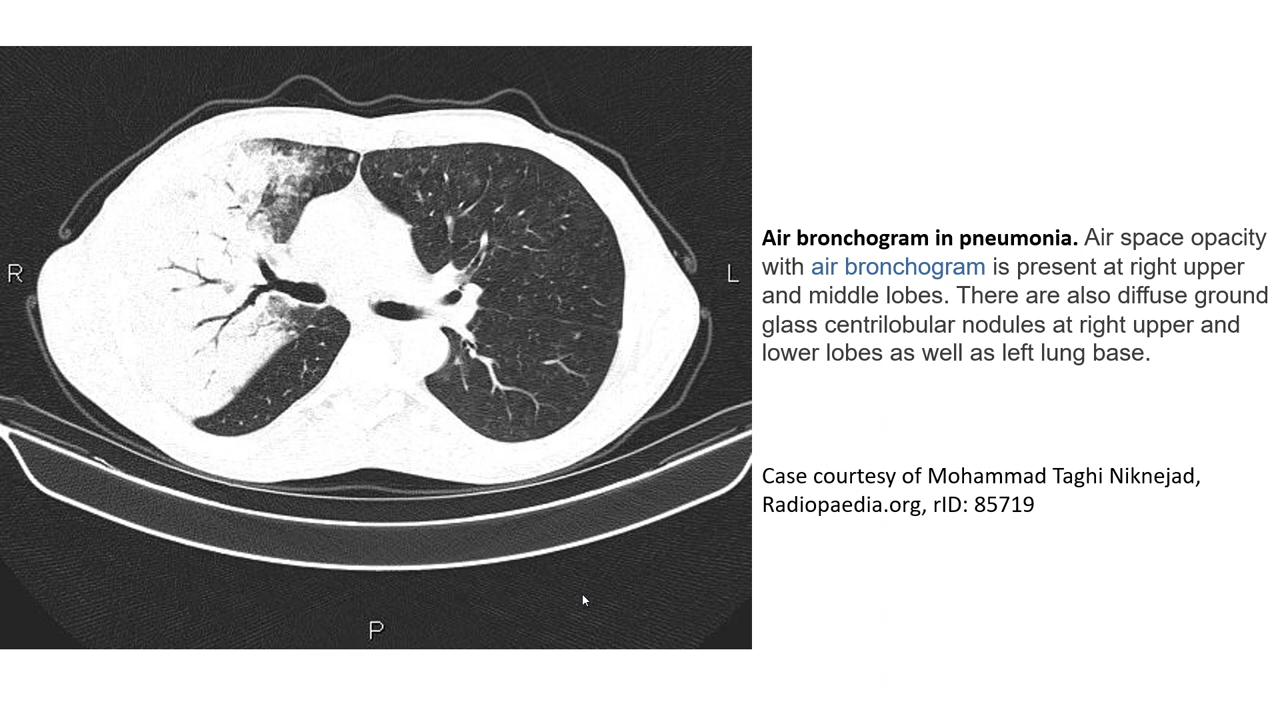 R
L
P
Air bronchogram in pneumonia. Air space opacity
with air bronchogram is present at right upper
and middle lobes. There are also diffuse ground
glass centrilobular nodules at right upper and
lower lobes as well as left lung base.
Case courtesy of Mohammad Taghi Niknejad,
Radiopaedia.org, rID: 85719